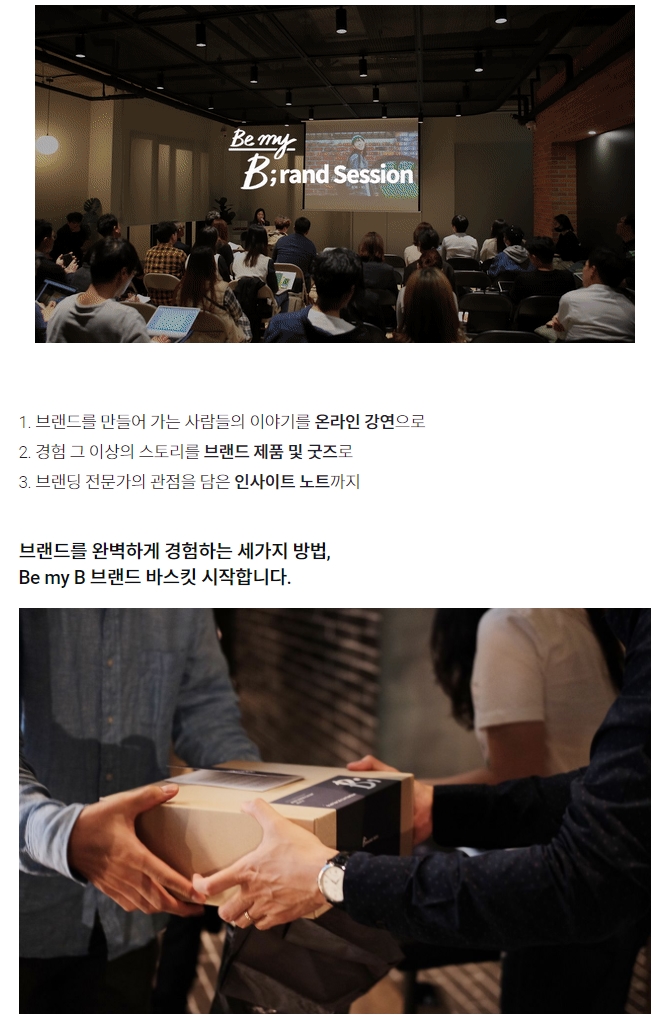 Be my
B;rand Session
1. 브랜드를 만들어 가는 사람들의 이야기를 온라인 강연으로
2. 경험 그 이상의 스토리를 브랜드 제품 및 굿즈로
3. 브랜딩 전문가의 관점을 담은 인사이트 노트까지
브랜드를 완벽하게 경험하는 세가지 방법,
Be my B 브랜드 바스킷 시작합니다.
B;